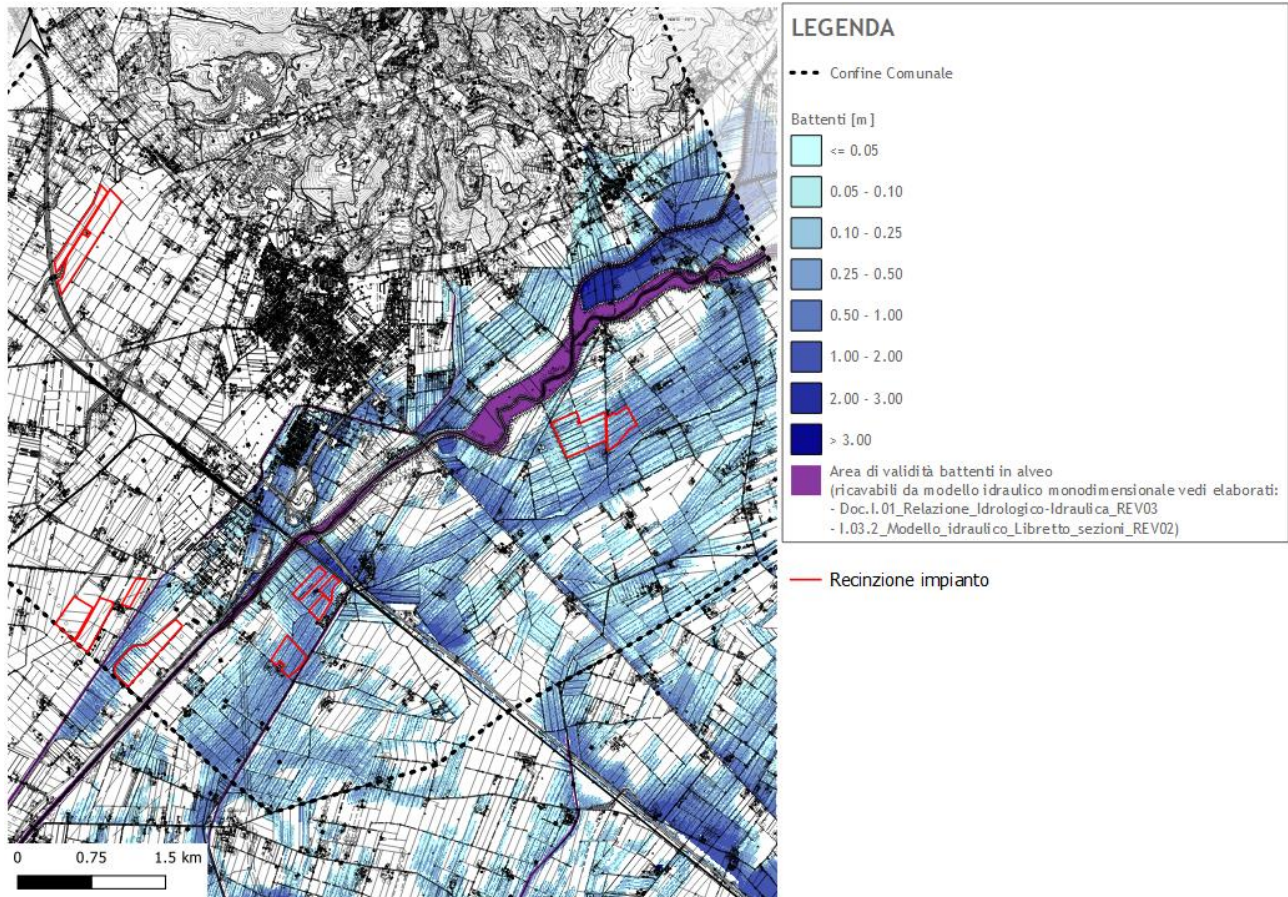 LEGENDA
Confine Comunale
Battenti [m]
<= 0.05
0.05 - 0.10
0.10 - 0.25
0.25 - 0.50
0.50 - 1.00
1.00 - 2.00
2.00 - 3.00
> 3.00
Area di validità battenti in alveo
(ricavabili da modello idraulico monodimensionale vedi elaborati:
- Doc.I.01_Relazione_Idrologico-Idraulica_REV03
- I.03.2_Modello_idraulico_Libretto_sezioni_REV02)
Recinzione impianto
0 0.75 1.5 km